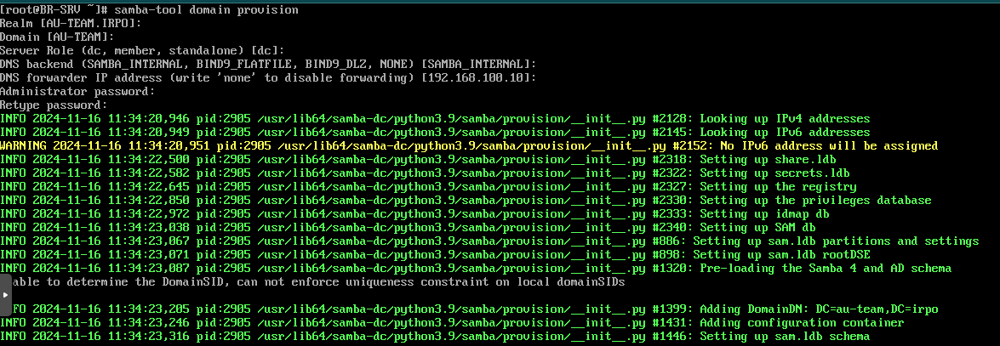 [root@BR-SRV ~]# samba-tool domain provision
Realm [AU-TEAM.IRPO]:
Domain [AU-TEAM]:
Server Role (dc, member, standalone) [dc]:
DNS backend (SAMBA_INTERNAL, BIND9_FLATFILE, BIND9_DLZ, NONE) [SAMBA_INTERNAL]:
DNS forwarder IP address (write 'none' to disable forwarding) [192.168.100.10]:
Administrator password:
Retype password:
INFO 2024-11-16 11:34:20,946 pid:2905 /usr/lib64/samba-dc/python3.9/samba/provision/__init__.py #2128: Looking up IPv4 addresses
INFO 2024-11-16 11:34:20,949 pid:2905 /usr/lib64/samba-dc/python3.9/samba/provision/__init__.py #2145: Looking up IPv6 addresses
WARNING 2024-11-16 11:34:20,951 pid:2905 /usr/lib64/samba-dc/python3.9/samba/provision/__init__.py #2152: No IPv6 address will be assigned
INFO 2024-11-16 11:34:22,500 pid:2905 /usr/lib64/samba-dc/python3.9/samba/provision/__init__.py #2318: Setting up share.ldb
INFO 2024-11-16 11:34:22,582 pid:2905 /usr/lib64/samba-dc/python3.9/samba/provision/__init__.py #2322: Setting up secrets.ldb
INFO 2024-11-16 11:34:22,645 pid:2905 /usr/lib64/samba-dc/python3.9/samba/provision/__init__.py #2327: Setting up the registry
INFO 2024-11-16 11:34:22,850 pid:2905 /usr/lib64/samba-dc/python3.9/samba/provision/__init__.py #2330: Setting up the privileges database
INFO 2024-11-16 11:34:22,972 pid:2905 /usr/lib64/samba-dc/python3.9/samba/provision/__init__.py #2333: Setting up idmap db
INFO 2024-11-16 11:34:23,038 pid:2905 /usr/lib64/samba-dc/python3.9/samba/provision/__init__.py #2340: Setting up SAM db
INFO 2024-11-16 11:34:23,067 pid:2905 /usr/lib64/samba-dc/python3.9/samba/provision/__init__.py #886: Setting up sam.ldb partitions and settings
INFO 2024-11-16 11:34:23,071 pid:2905 /usr/lib64/samba-dc/python3.9/samba/provision/__init__.py #898: Setting up sam.ldb rootDSE
INFO 2024-11-16 11:34:23,087 pid:2905 /usr/lib64/samba-dc/python3.9/samba/provision/__init__.py #1320: Pre-loading the Samba 4 and AD schema
able to determine the DomainSID, can not enforce uniqueness constraint on local domainSIDs
FO 2024-11-16 11:34:23,205 pid:2905 /usr/lib64/samba-dc/python3.9/samba/provision/__init__.py #1399: Adding DomainDN: DC=au-team,DC=irpo
INFO 2024-11-16 11:34:23,246 pid:2905 /usr/lib64/samba-dc/python3.9/samba/provision/__init__.py #1431: Adding configuration container
INFO 2024-11-16 11:34:23,316 pid:2905 /usr/lib64/samba-dc/python3.9/samba/provision/__init__.py #1446: Setting up sam.ldb schema